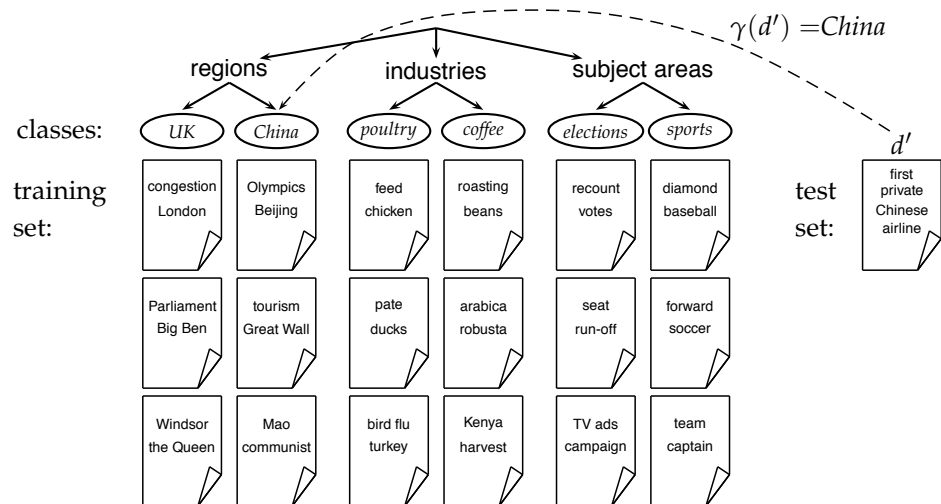 γ(d′) =China
regions industries subject areas
classes: UK China poultry coffee elections sports
d′
training set:
congestion London
Olympics Beijing
feed chicken
roasting beans
recount votes
diamond baseball
test set:
first private Chinese airline
Parliament Big Ben
tourism Great Wall
pate ducks
arabica robusta
seat run-off
forward soccer
Windsor the Queen
Mao communist
bird flu turkey
Kenya harvest
TV ads campaign
team captain